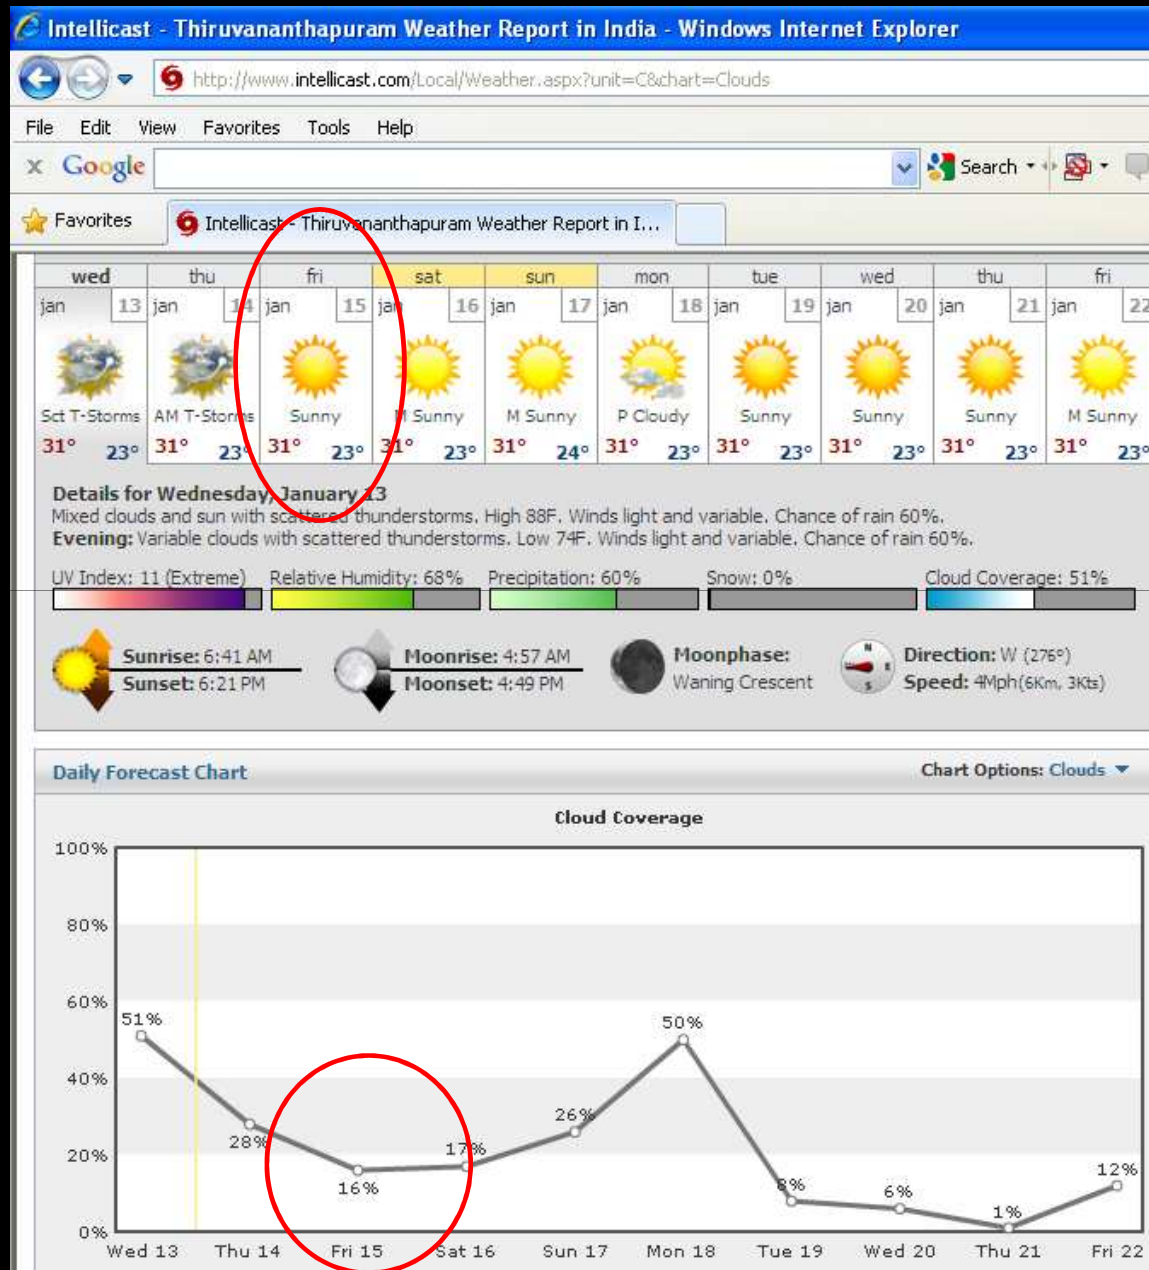 Intellicast - Thiruvananthapuram Weather Report in India - Windows Internet Explorer
http://www.intellicast.com/Local/Weather.aspx?unit=C&chart=Clouds
File Edit View Favorites Tools Help
x Google Search
Favorites Intellicast - Thiruvananthapuram Weather Report in I...
wed thu fri sat sun mon tue wed thu fri
jan 13 jan 14 jan 15 jan 16 jan 17 jan 18 jan 19 jan 20 jan 21 jan 22
Sct T-Storms AM T-Storms Sunny M Sunny M Sunny P Cloudy Sunny Sunny Sunny M Sunny
31° 23° 31° 23° 31° 23° 31° 23° 31° 24° 31° 23° 31° 23° 31° 23° 31° 23° 31° 23°
Details for Wednesday, January 13
Mixed clouds and sun with scattered thunderstorms. High 88F. Winds light and variable. Chance of rain 60%.
Evening: Variable clouds with scattered thunderstorms. Low 74F. Winds light and variable. Chance of rain 60%.
UV Index: 11 (Extreme) Relative Humidity: 68% Precipitation: 60% Snow: 0% Cloud Coverage: 51%
Sunrise: 6:41 AM Moonrise: 4:57 AM Moonphase: N Direction: W (276°)
Sunset: 6:21 PM Moonset: 4:49 PM Waning Crescent S Speed: 4Mph(6Km, 3Kts)
Daily Forecast Chart Chart Options: Clouds
Cloud Coverage
100%
80%
60%
51% 50%
40%
28% 26%
20% 17% 12%
16% 8% 6% 1%
0%
Wed 13 Thu 14 Fri 15 Sat 16 Sun 17 Mon 18 Tue 19 Wed 20 Thu 21 Fri 22